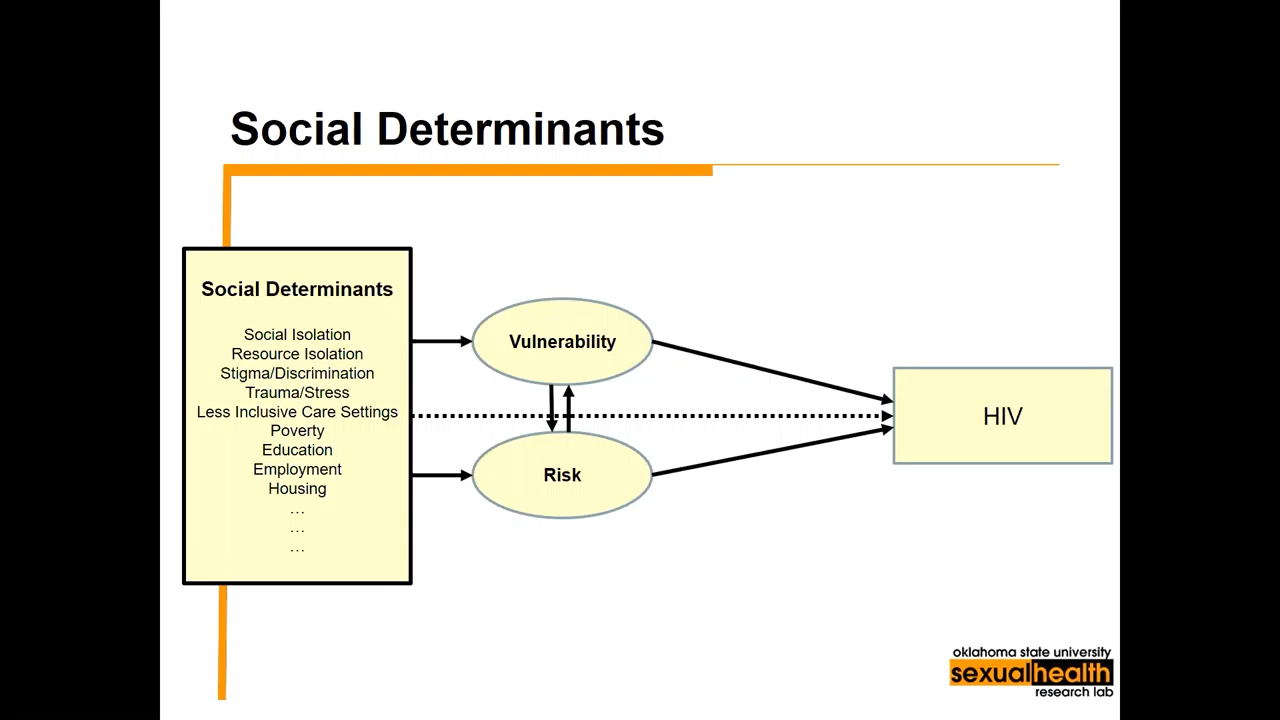 Social Determinants
Social Determinants
Social Isolation
Resource Isolation
Stigma/Discrimination
Trauma/Stress
Less Inclusive Care Settings
Poverty
Education
Employment
Housing
…
…
…
Vulnerability
Risk
HIV
oklahoma state university
sexualhealth
research lab